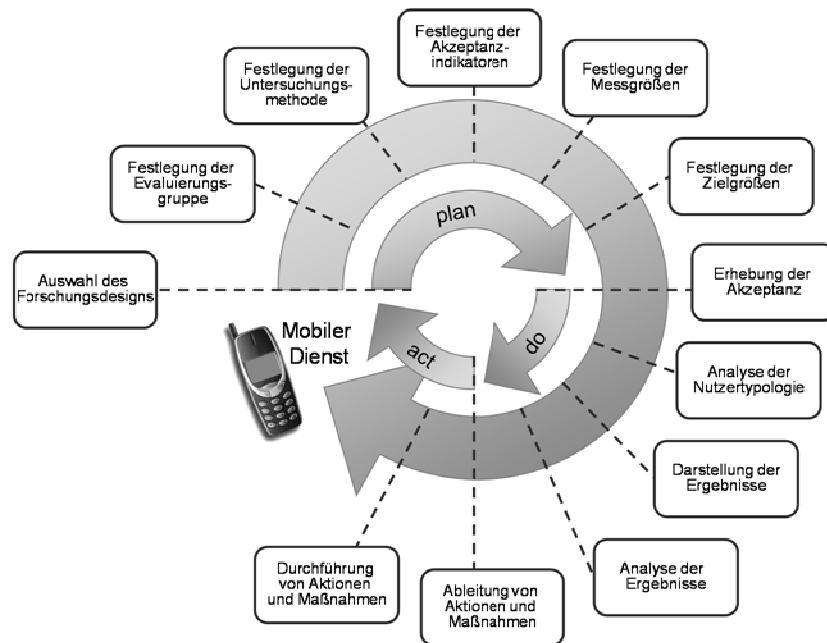 Auswahl des
Forschungsdesigns
Festlegung der
Evaluierungs-
gruppe
Festlegung der
Untersuchungs-
methode
Festlegung der
Akzeptanz-
indikatoren
Festlegung der
Messgrößen
Festlegung der
Zielgrößen
Erhebung der
Akzeptanz
Analyse der
Nutzertypologie
Darstellung der
Ergebnisse
Analyse der
Ergebnisse
Ableitung von
Aktionen und
Maßnahmen
Durchführung
von Aktionen
und Maßnahmen
Mobiler
Dienst
plan
do
act